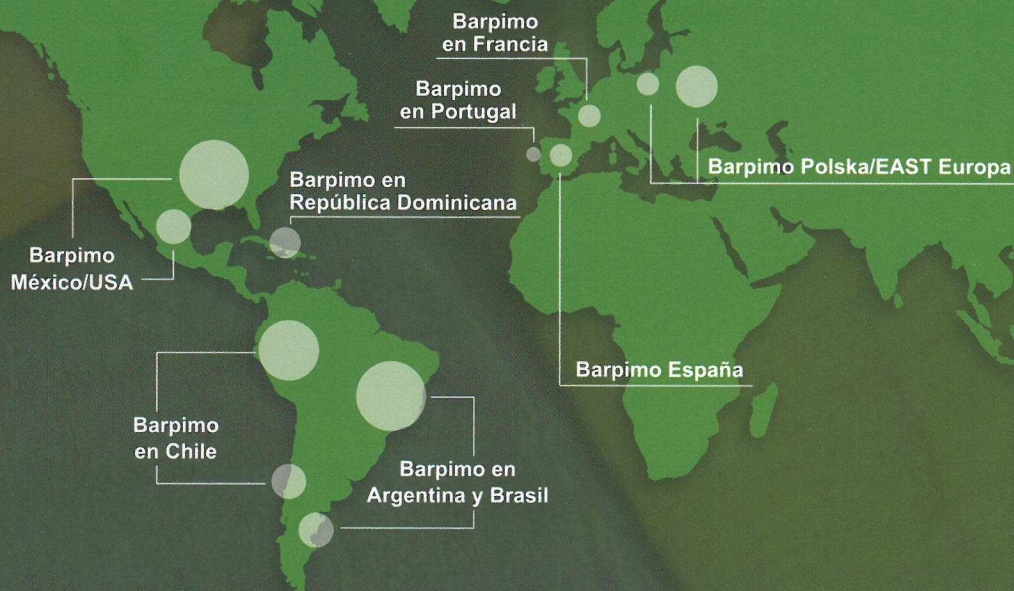 Barpimo
en Francia
Barpimo
en Portugal
Barpimo Polska/EAST Europa
Barpimo en
República Dominicana
Barpimo
México/USA
Barpimo España
Barpimo
en Chile
Barpimo en
Argentina y Brasil